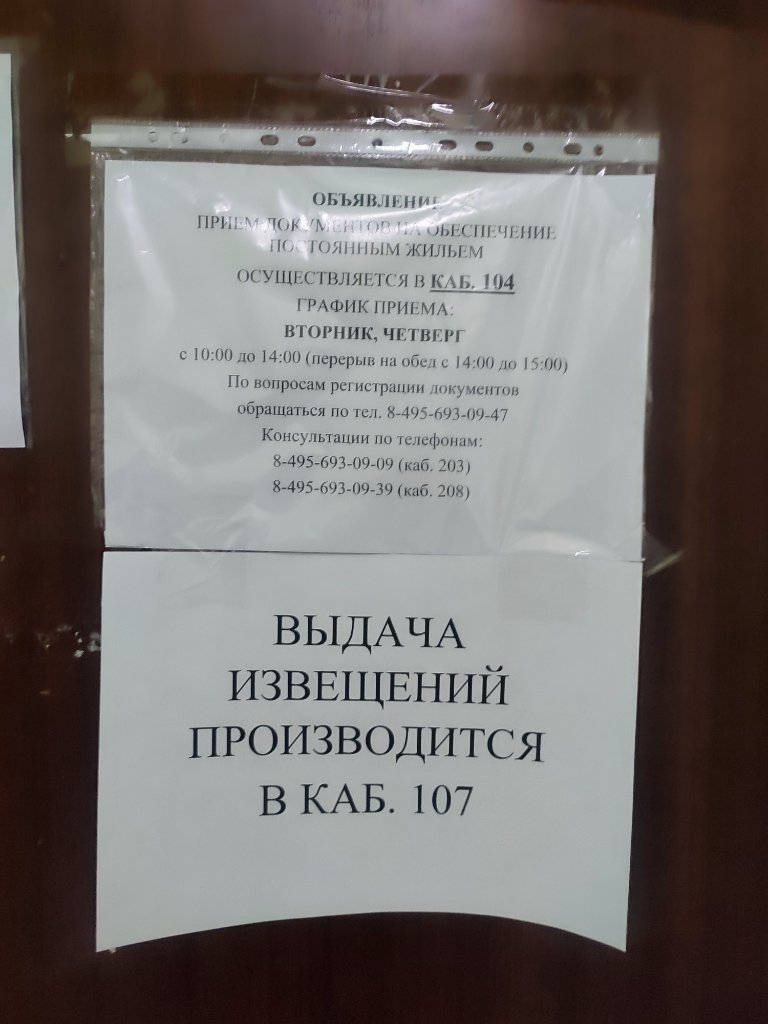 ОБЪЯВЛЕНИЕ
ПРИЕМ ДОКУМЕНТОВ НА ОБЕСПЕЧЕНИЕ
ПОСТОЯННЫМ ЖИЛЬЕМ
ОСУЩЕСТВЛЯЕТСЯ В КАБ. 104
ГРАФИК ПРИЕМА:
ВТОРНИК, ЧЕТВЕРГ
с 10:00 до 14:00 (перерыв на обед с 14:00 до 15:00)
По вопросам регистрации документов
обращаться по тел. 8-495-693-09-47
Консультации по телефонам:
8-495-693-09-09 (каб. 203)
8-495-693-09-39 (каб. 208)
ВЫДАЧА
ИЗВЕЩЕНИЙ
ПРОИЗВОДИТСЯ
В КАБ. 107